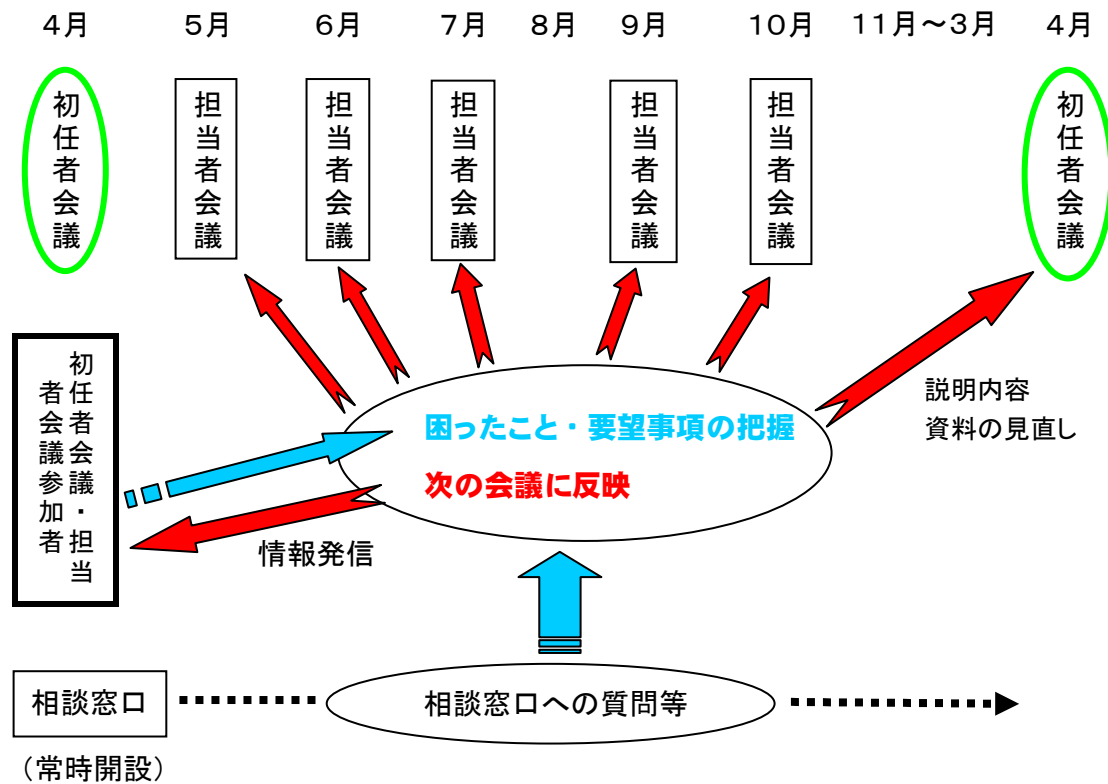 4月
5月
6月
7月
8月
9月
10月
11月～3月
4月
初任者会議
担当者会議
担当者会議
担当者会議
担当者会議
担当者会議
初任者会議
初任者会議・担当
者会議参加者
困ったこと・要望事項の把握
次の会議に反映
説明内容
資料の見直し
情報発信
相談窓口
相談窓口への質問等
（常時開設）